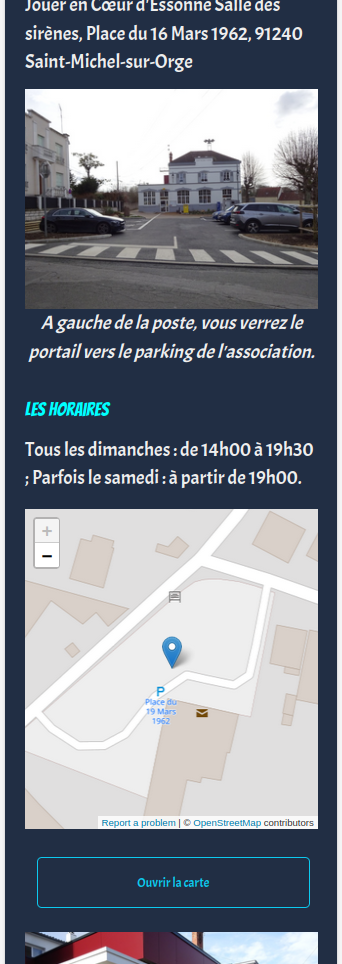 Jouer en Cœur d'Essonne Salle des
sirènes, Place du 16 Mars 1962, 91240
Saint-Michel-sur-Orge
A gauche de la poste, vous verrez le
portail vers le parking de l'association.
LES HORAIRES
Tous les dimanches : de 14h00 à 19h30
; Parfois le samedi : à partir de 19h00.
+
−
P
Place du
19 Mars
1962
Report a problem | © OpenStreetMap contributors
Ouvrir la carte